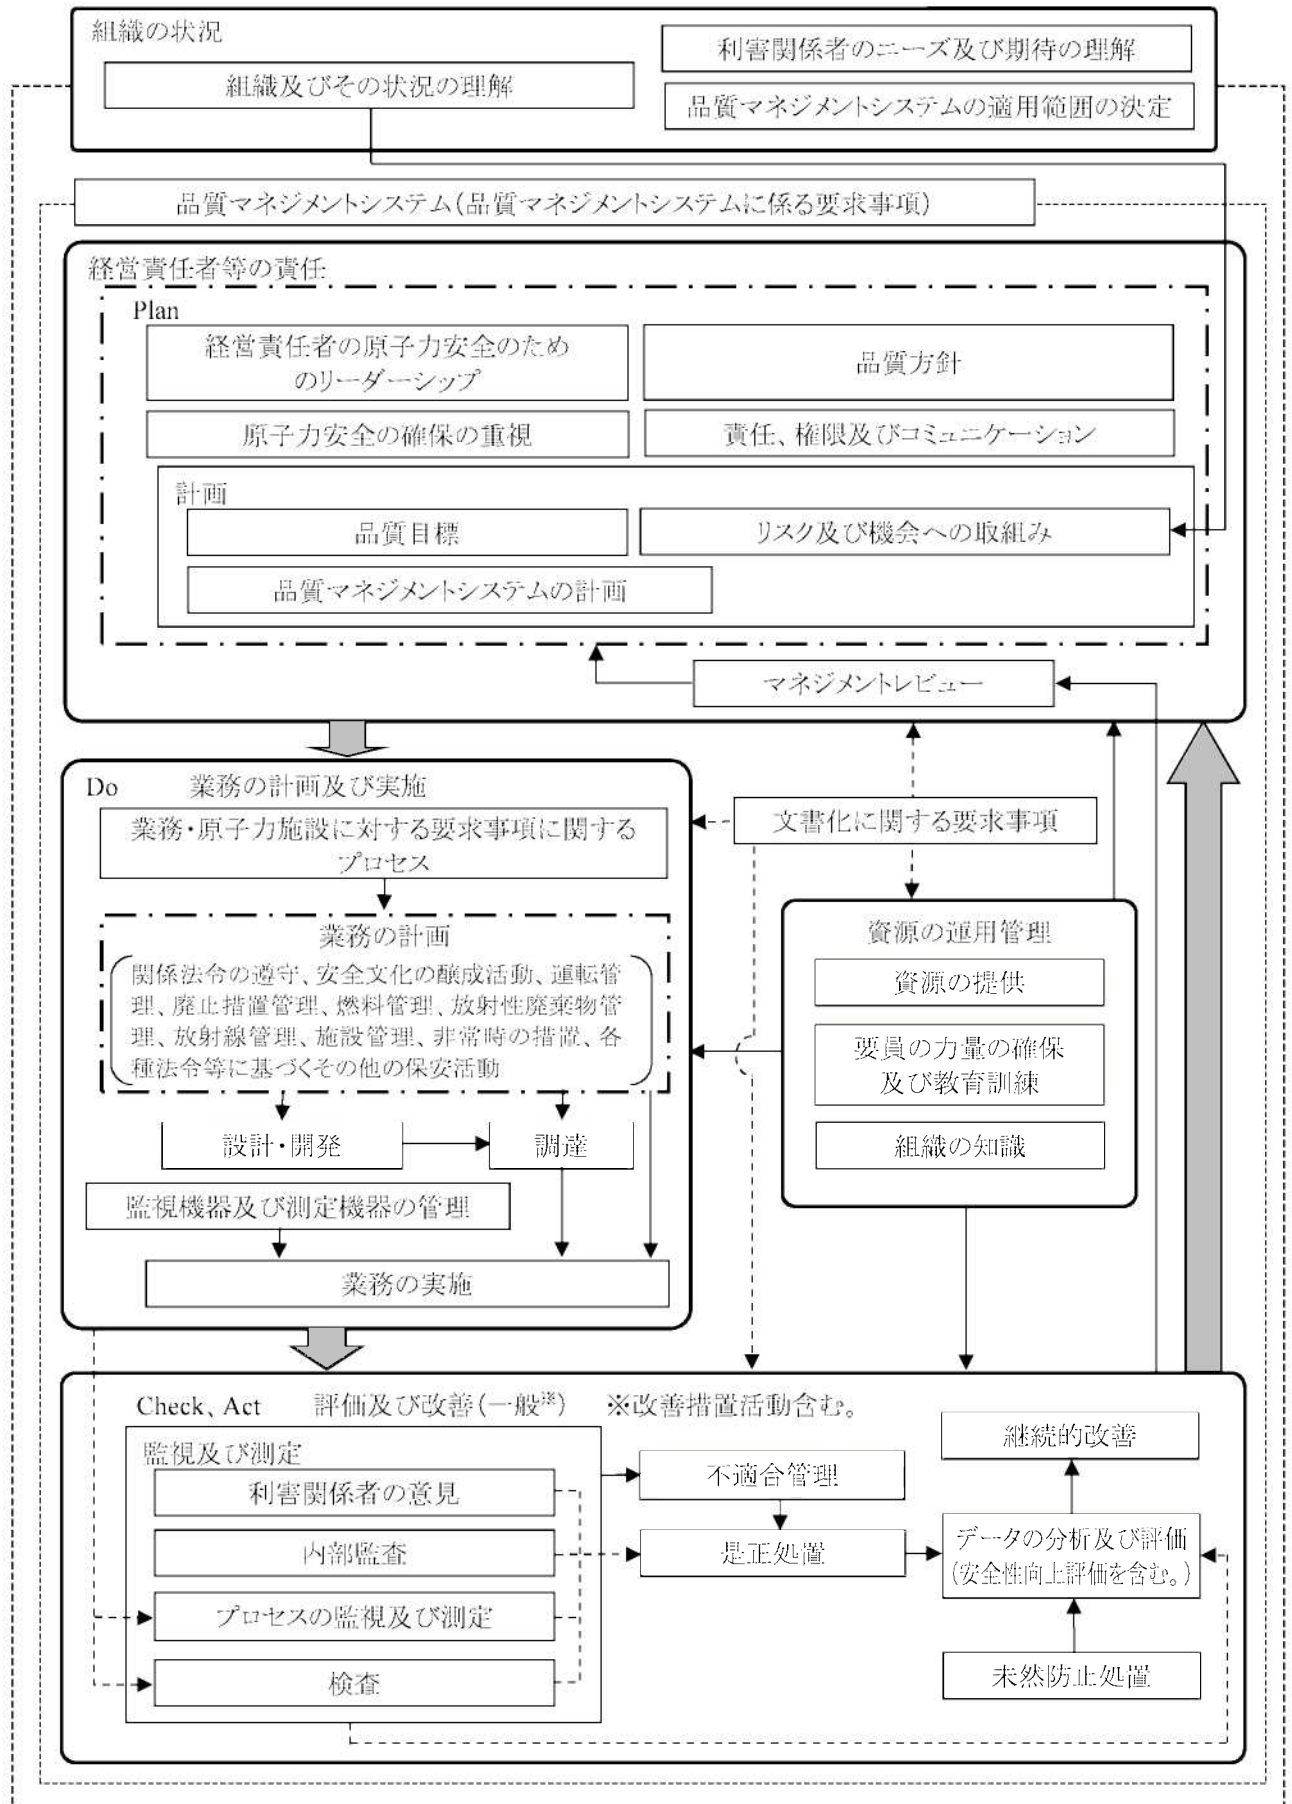 組織の状況
利害関係者のニーズ及び期待の理解
組織及びその状況の理解
品質マネジメントシステムの適用範囲の決定
品質マネジメントシステム(品質マネジメントシステムに係る要求事項)
経営責任者等の責任
Plan
経営責任者の原子力安全のため
のリーダーシップ
品質方針
原子力安全の確保の重視
責任、権限及びコミュニケーション
計画
品質目標
リスク及び機会への取組み
品質マネジメントシステムの計画
マネジメントレビュー
Do 業務の計画及び実施
業務・原子力施設に対する要求事項に関する
プロセス
文書化に関する要求事項
業務の計画
関係法令の遵守、安全文化の醸成活動、運転管
理、廃止措置管理、燃料管理、放射性廃棄物管
理、放射線管理、施設管理、非常時の措置、各
種法令等に基づくその他の保安活動
設計・開発
調達
監視機器及び測定機器の管理
業務の実施
資源の運用管理
資源の提供
要員の力量の確保
及び教育訓練
組織の知識
Check、Act 評価及び改善(一般※) ※改善措置活動含む。
監視及び測定
利害関係者の意見
内部監査
プロセスの監視及び測定
検査
不適合管理
是正処置
継続的改善
データの分析及び評価
(安全性向上評価を含む。)
未然防止処置